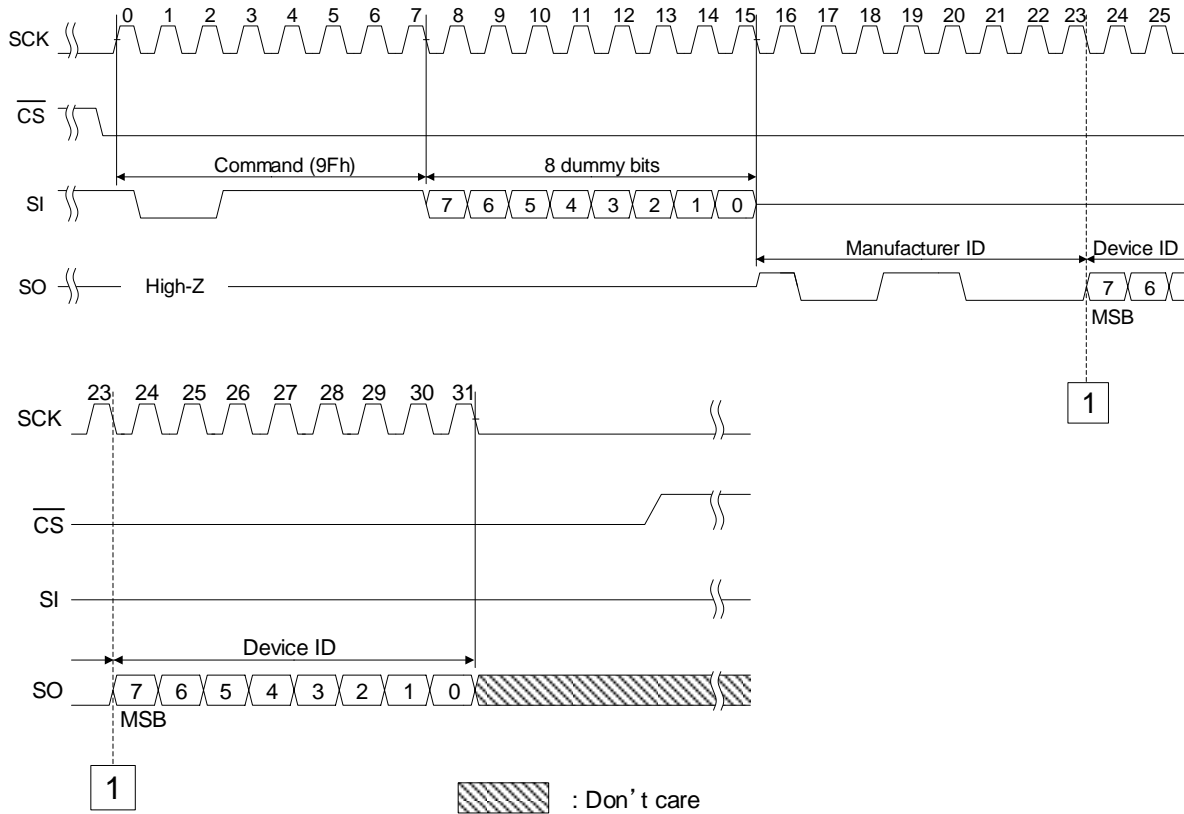 0 1 2 3 4 5 6 7 8 9 10 11 12 13 14 15 16 17 18 19 20 21 22 23 24 25
SCK
CS
Command (9Fh) 8 dummy bits
SI 7 6 5 4 3 2 1 0
Manufacturer ID Device ID
SO High-Z 7 6
MSB
1
23 24 25 26 27 28 29 30 31
SCK
CS
SI
Device ID
SO 7 6 5 4 3 2 1 0
MSB
1
: Don't care